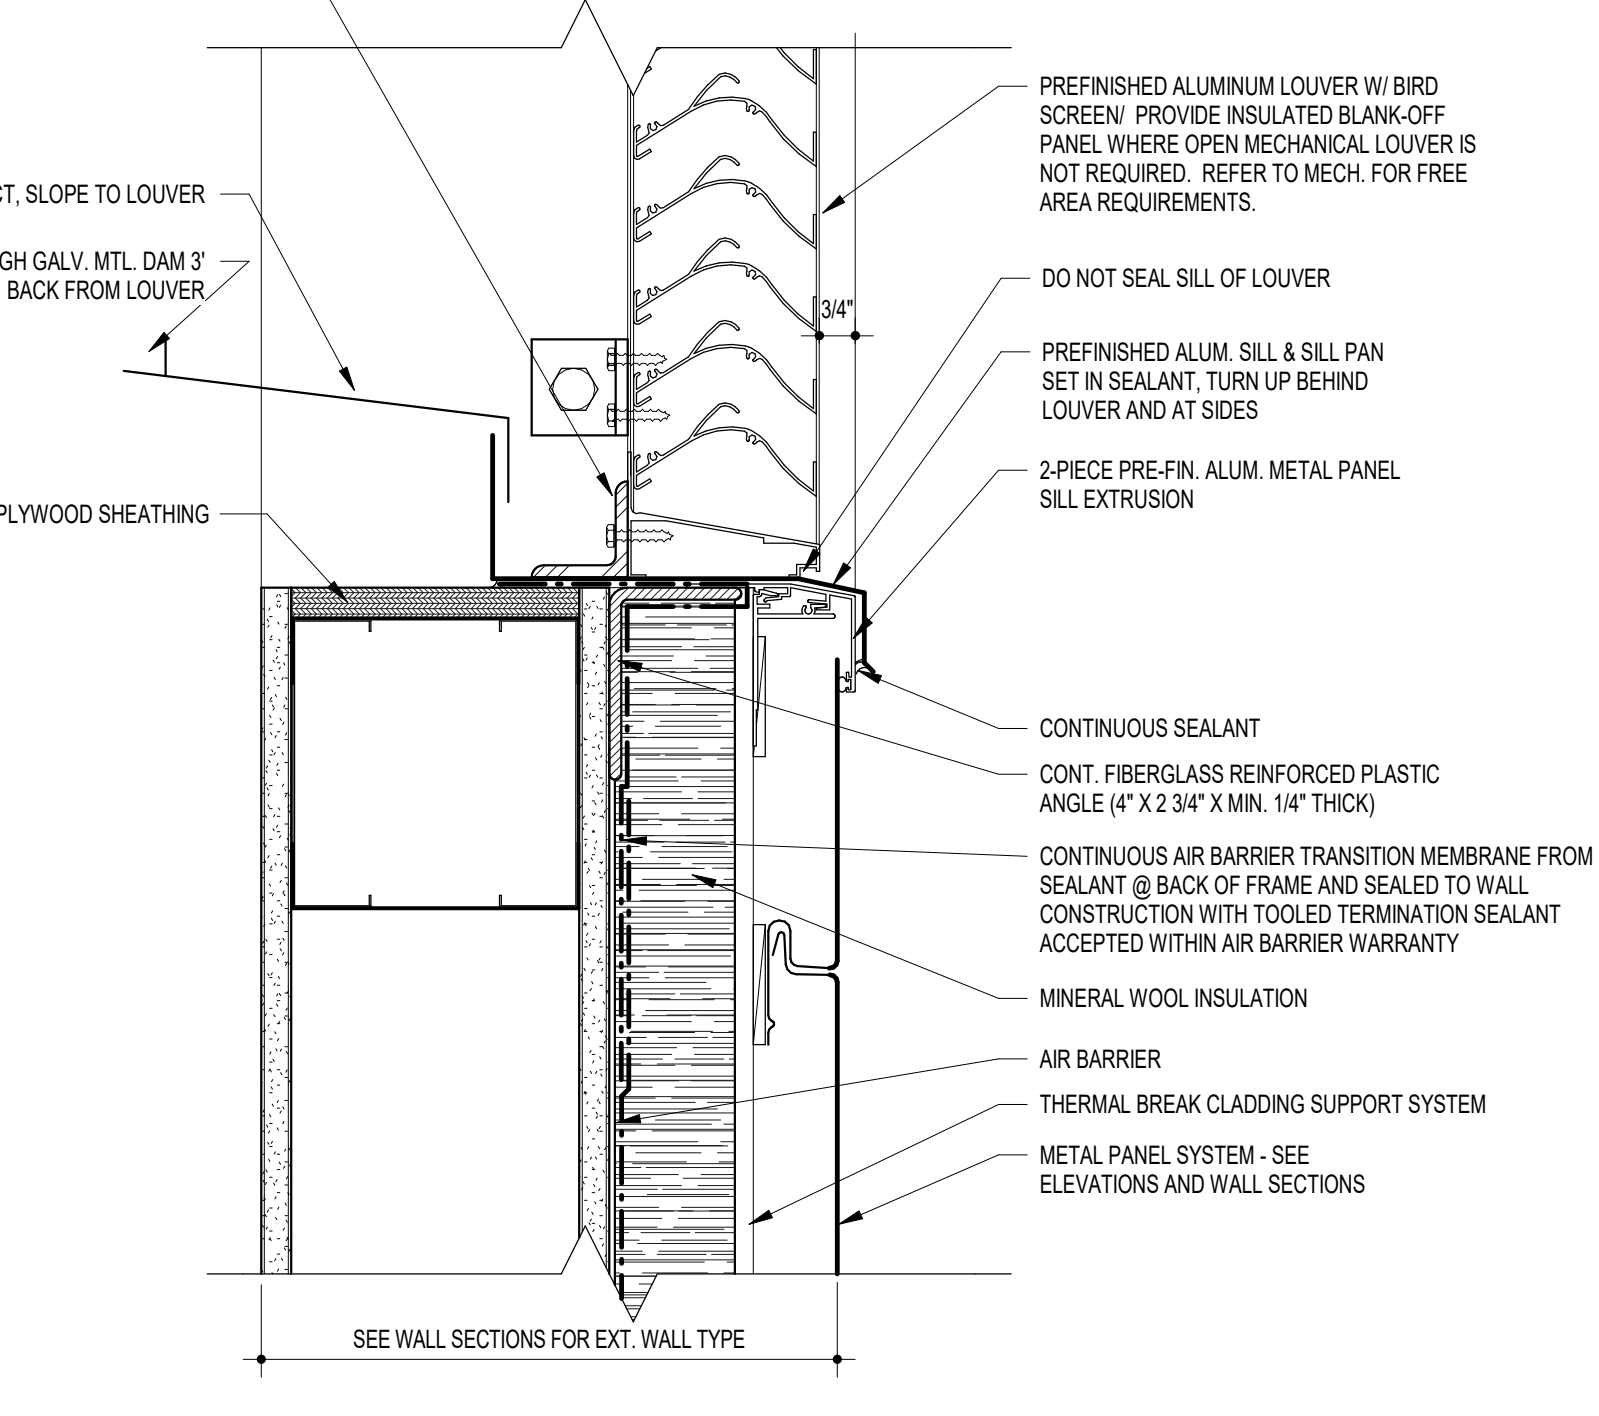 CT, SLOPE TO LOUVER
GH GALV. MTL. DAM 3'
BACK FROM LOUVER
PLYWOOD SHEATHING
PREFINISHED ALUMINUM LOUVER W/ BIRD
SCREEN/ PROVIDE INSULATED BLANK-OFF
PANEL WHERE OPEN MECHANICAL LOUVER IS
NOT REQUIRED. REFER TO MECH. FOR FREE
AREA REQUIREMENTS.
DO NOT SEAL SILL OF LOUVER
3/4"
PREFINISHED ALUM. SILL & SILL PAN
SET IN SEALANT, TURN UP BEHIND
LOUVER AND AT SIDES
2-PIECE PRE-FIN. ALUM. METAL PANEL
SILL EXTRUSION
CONTINUOUS SEALANT
CONT. FIBERGLASS REINFORCED PLASTIC
ANGLE (4" X 2 3/4" X MIN. 1/4" THICK)
CONTINUOUS AIR BARRIER TRANSITION MEMBRANE FROM
SEALANT @ BACK OF FRAME AND SEALED TO WALL
CONSTRUCTION WITH TOOLED TERMINATION SEALANT
ACCEPTED WITHIN AIR BARRIER WARRANTY
MINERAL WOOL INSULATION
AIR BARRIER
THERMAL BREAK CLADDING SUPPORT SYSTEM
METAL PANEL SYSTEM - SEE
ELEVATIONS AND WALL SECTIONS
SEE WALL SECTIONS FOR EXT. WALL TYPE